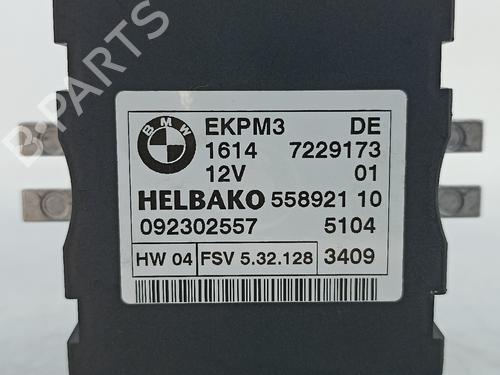 BMW
EKPM3 DE
1614 7229173
12V 01
HELBAKO 558921 10
092302557 5104
HW 04 FSV 5.32.128 3409
B-PARTS